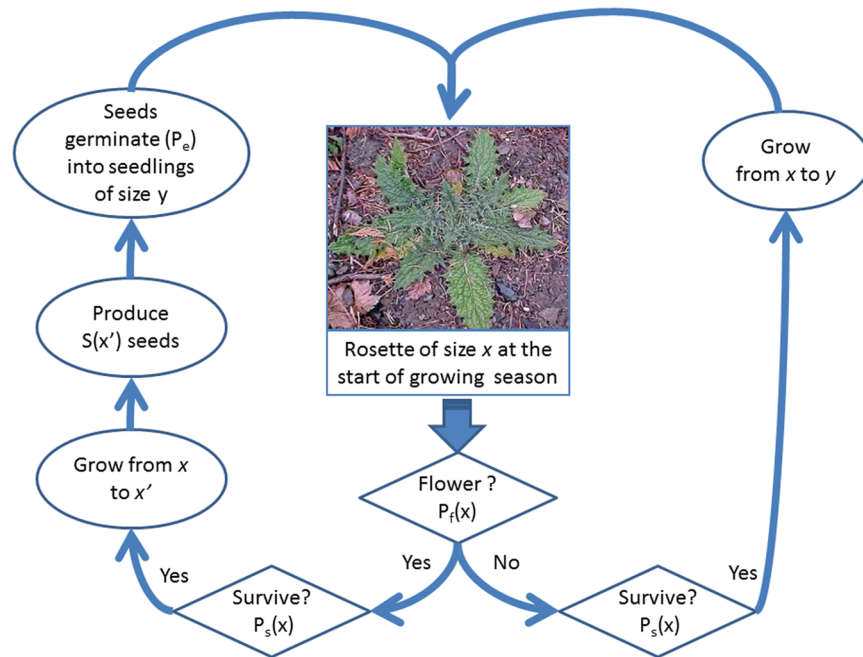 Seeds
germinate (Pₑ)
into seedlings
of size y
Grow
from x to y
Produce
S(x’) seeds
Rosette of size x at the
start of growing season
Grow from x
to x’
Flower ?
P_f(x)
Yes
No
Yes
Survive?
Pₛ(x)
Survive?
Pₛ(x)
Yes